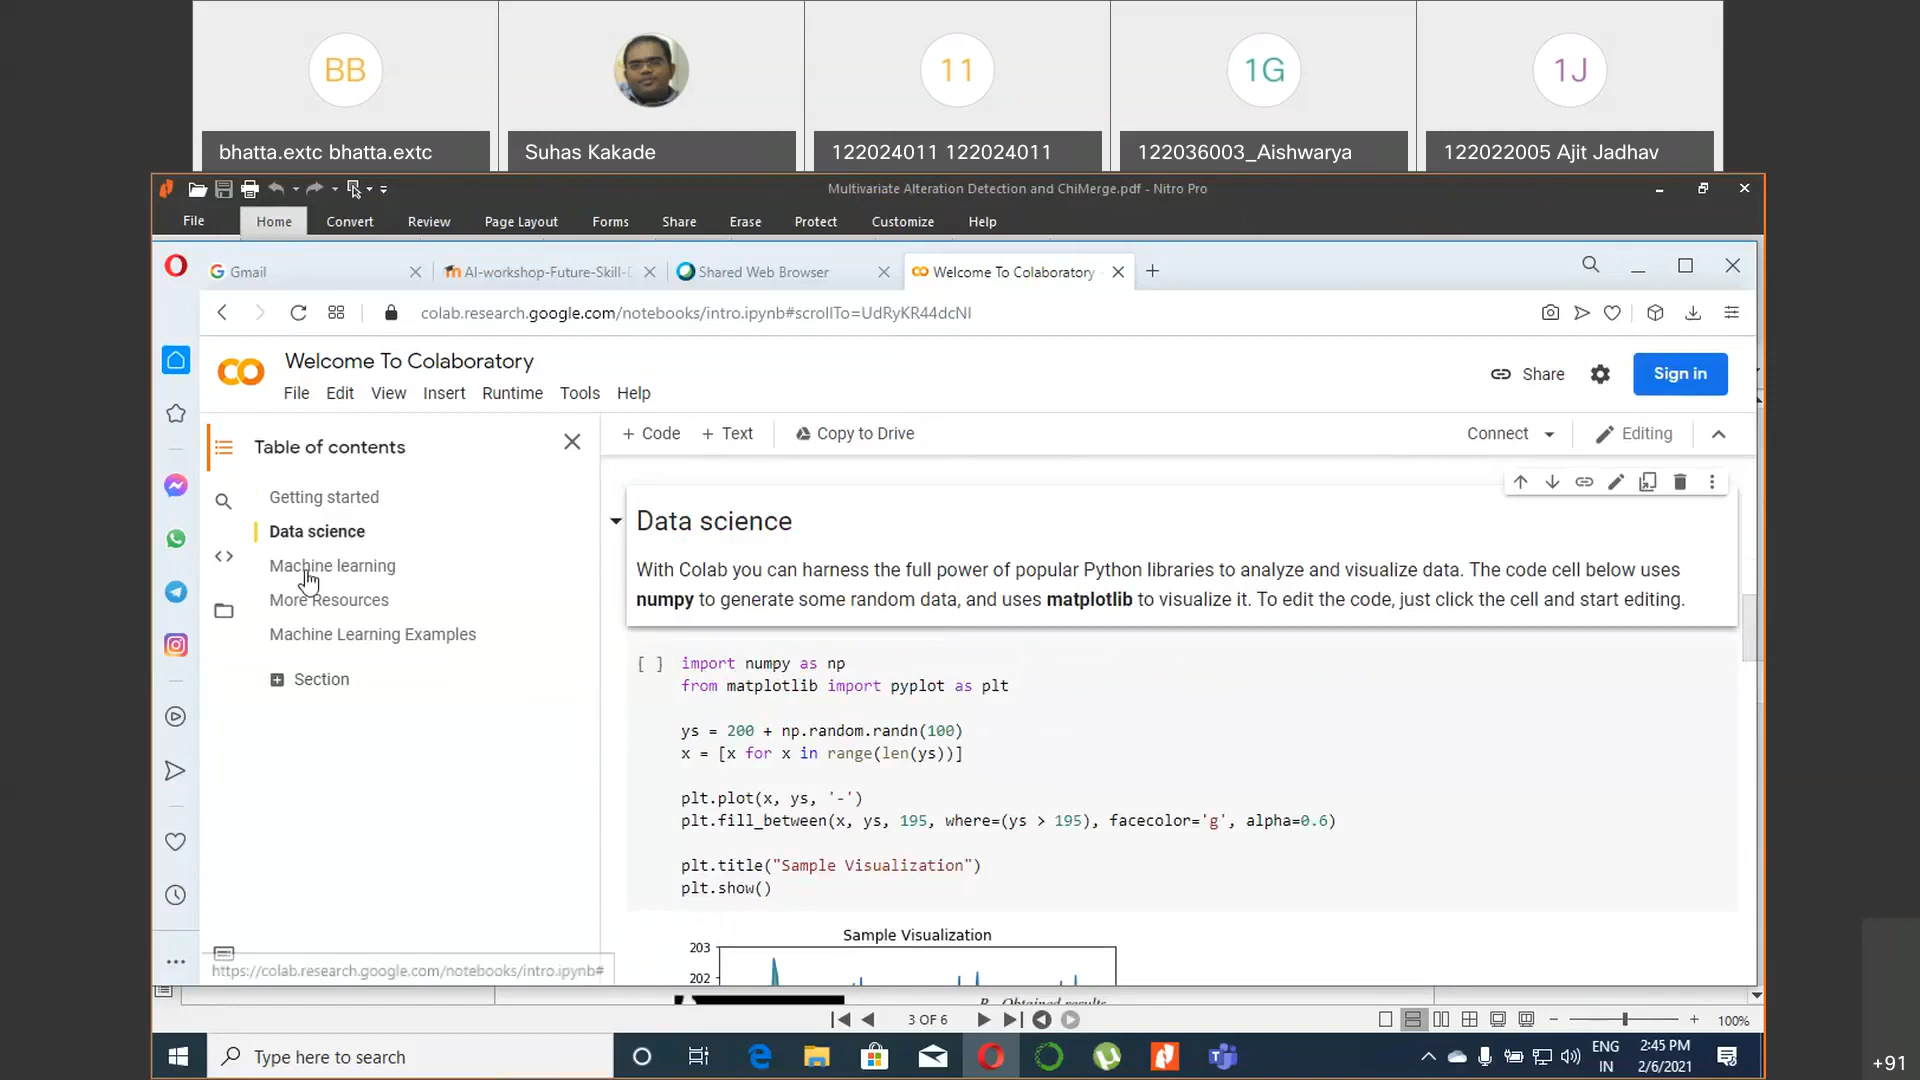 BB
11
1G
1J
bhatta.extc bhatta.extc
Suhas Kakade
122024011 122024011
122036003_Aishwarya
122022005 Ajit Jadhav
Multivariate Alteration Detection and ChiMerge.pdf - Nitro Pro
File Home Convert Review Page Layout Forms Share Erase Protect Customize Help
Gmail
AI-workshop-Future-Skill-
Shared Web Browser
Welcome To Colaboratory
colab.research.google.com/notebooks/intro.ipynb#scrollTo=UdRyKR44dcNI
Welcome To Colaboratory
File Edit View Insert Runtime Tools Help
Share
Sign in
Table of contents
+ Code + Text
Copy to Drive
Connect
Editing
Getting started
Data science
Machine learning
More Resources
Machine Learning Examples
Section
Data science
With Colab you can harness the full power of popular Python libraries to analyze and visualize data. The code cell below uses
numpy to generate some random data, and uses matplotlib to visualize it. To edit the code, just click the cell and start editing.
[ ] import numpy as np
from matplotlib import pyplot as plt
ys = 200 + np.random.randn(100)
x = [x for x in range(len(ys))]
plt.plot(x, ys, '-')
plt.fill_between(x, ys, 195, where=(ys > 195), facecolor='g', alpha=0.6)
plt.title("Sample Visualization")
plt.show()
Sample Visualization
203
202
https://colab.research.google.com/notebooks/intro.ipynb#
B. Obtained results
3 OF 6
100%
Type here to search
ENG
IN
2:45 PM
2/6/2021
+91